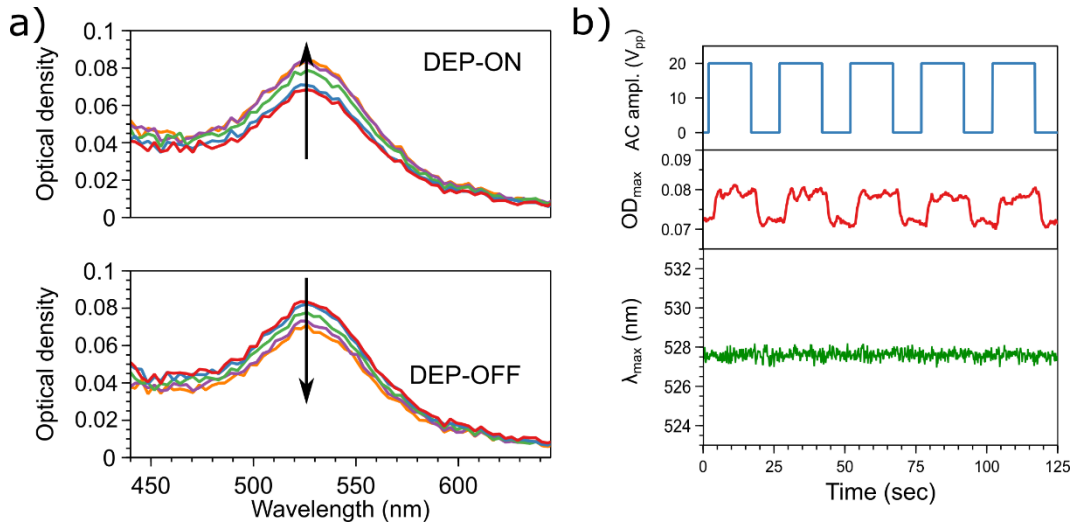 a)
DEP-ON
Optical density
0.1
0.08
0.06
0.04
0.02
0
DEP-OFF
Optical density
0.1
0.08
0.06
0.04
0.02
0
450 500 550 600
Wavelength (nm)
b)
AC ampl. (Vpp)
20
10
0
ODmax
0.09
0.08
0.07
λmax (nm)
532
530
528
526
524
0 25 50 75 100 125
Time (sec)